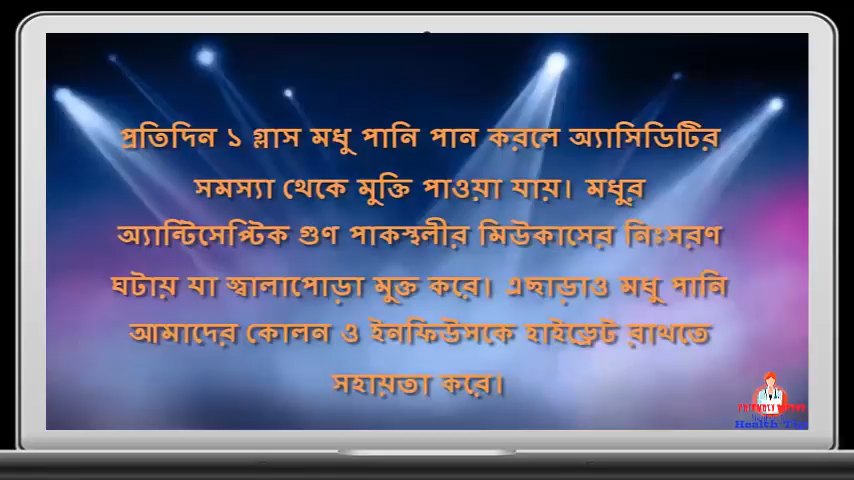 প্রতিদিন ১ গ্লাস মধু পানি পান করলে অ্যাসিডিটির
সমস্যা থেকে মুক্তি পাওয়া যায়। মধুর
অ্যান্টিসেপ্টিক গুণ পাকস্থলীর মিউকাসের নিঃসরণ
ঘটায় যা জ্বালাপোড়া মুক্ত করে। এছাড়াও মধু পানি
আমাদের কোলন ও ইনফিউসকে হাইড্রেট রাখতে
সহায়তা করে।
Health